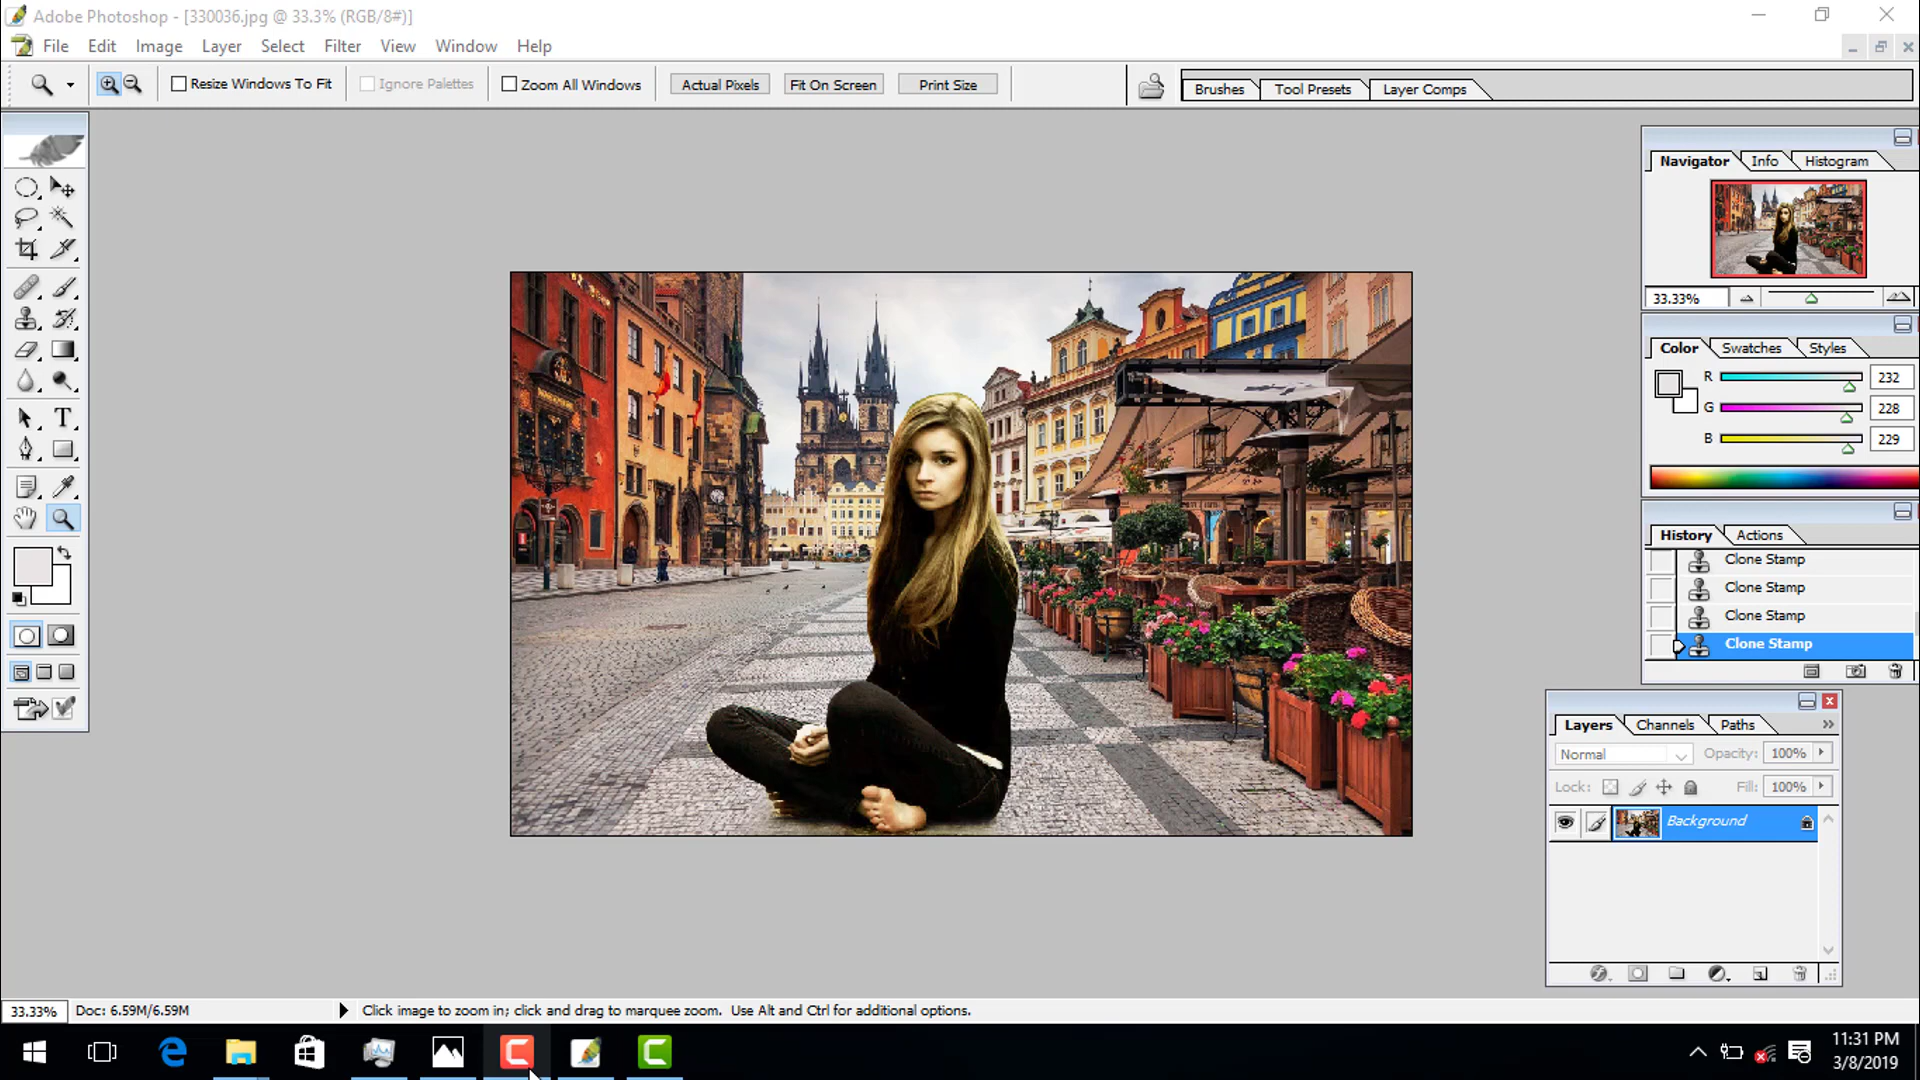 Adobe Photoshop - [330036.jpg @ 33.3% (RGB/8#)]
File Edit Image Layer Select Filter View Window Help
Resize Windows To Fit Ignore Palettes Zoom All Windows Actual Pixels Fit On Screen Print Size Brushes Tool Presets Layer Comps
Navigator Info Histogram
33.33%
Color Swatches Styles
R 232
G 228
B 229
History Actions
Clone Stamp
Clone Stamp
Clone Stamp
Clone Stamp
Layers Channels Paths
Normal Opacity: 100%
Lock: Fill: 100%
Background
33.33% Doc: 6.59M/6.59M Click image to zoom in; click and drag to marquee zoom. Use Alt and Ctrl for additional options.
11:31 PM
3/8/2019